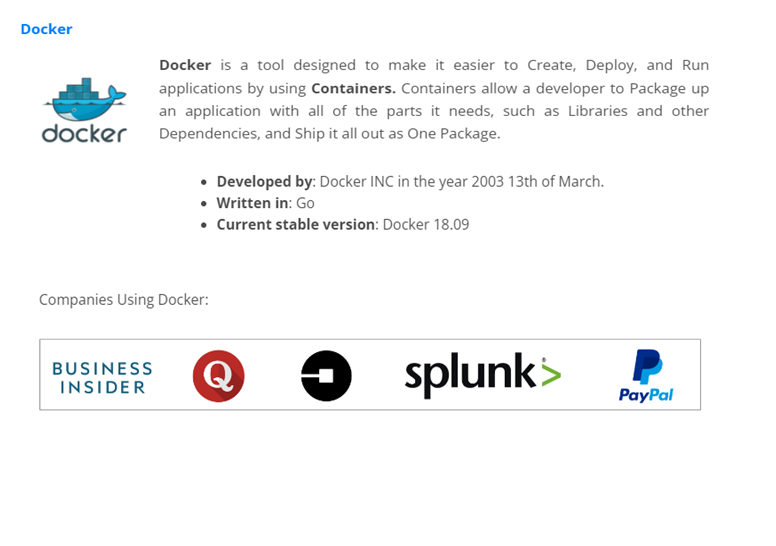 Docker
Docker is a tool designed to make it easier to Create, Deploy, and Run
applications by using Containers. Containers allow a developer to Package up
an application with all of the parts it needs, such as Libraries and other
Dependencies, and Ship it all out as One Package.
docker
• Developed by: Docker INC in the year 2003 13th of March.
• Written in: Go
• Current stable version: Docker 18.09
Companies Using Docker:
BUSINESS
INSIDER
Q
splunk>
PayPal